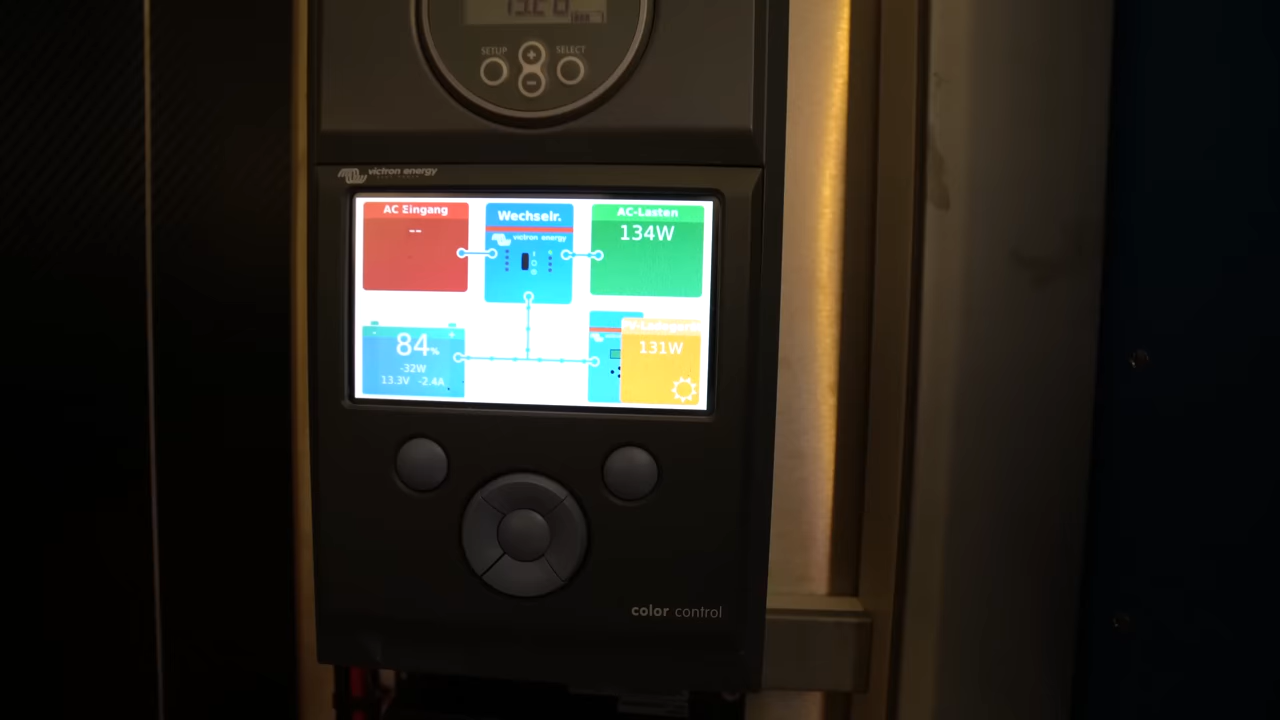 SETUP
SELECT
victron energy
AC Eingang
--
Wechselr.
victron energy
AC-Lasten
134W
84%
-32W
13.3V -2.4A
131W
color control